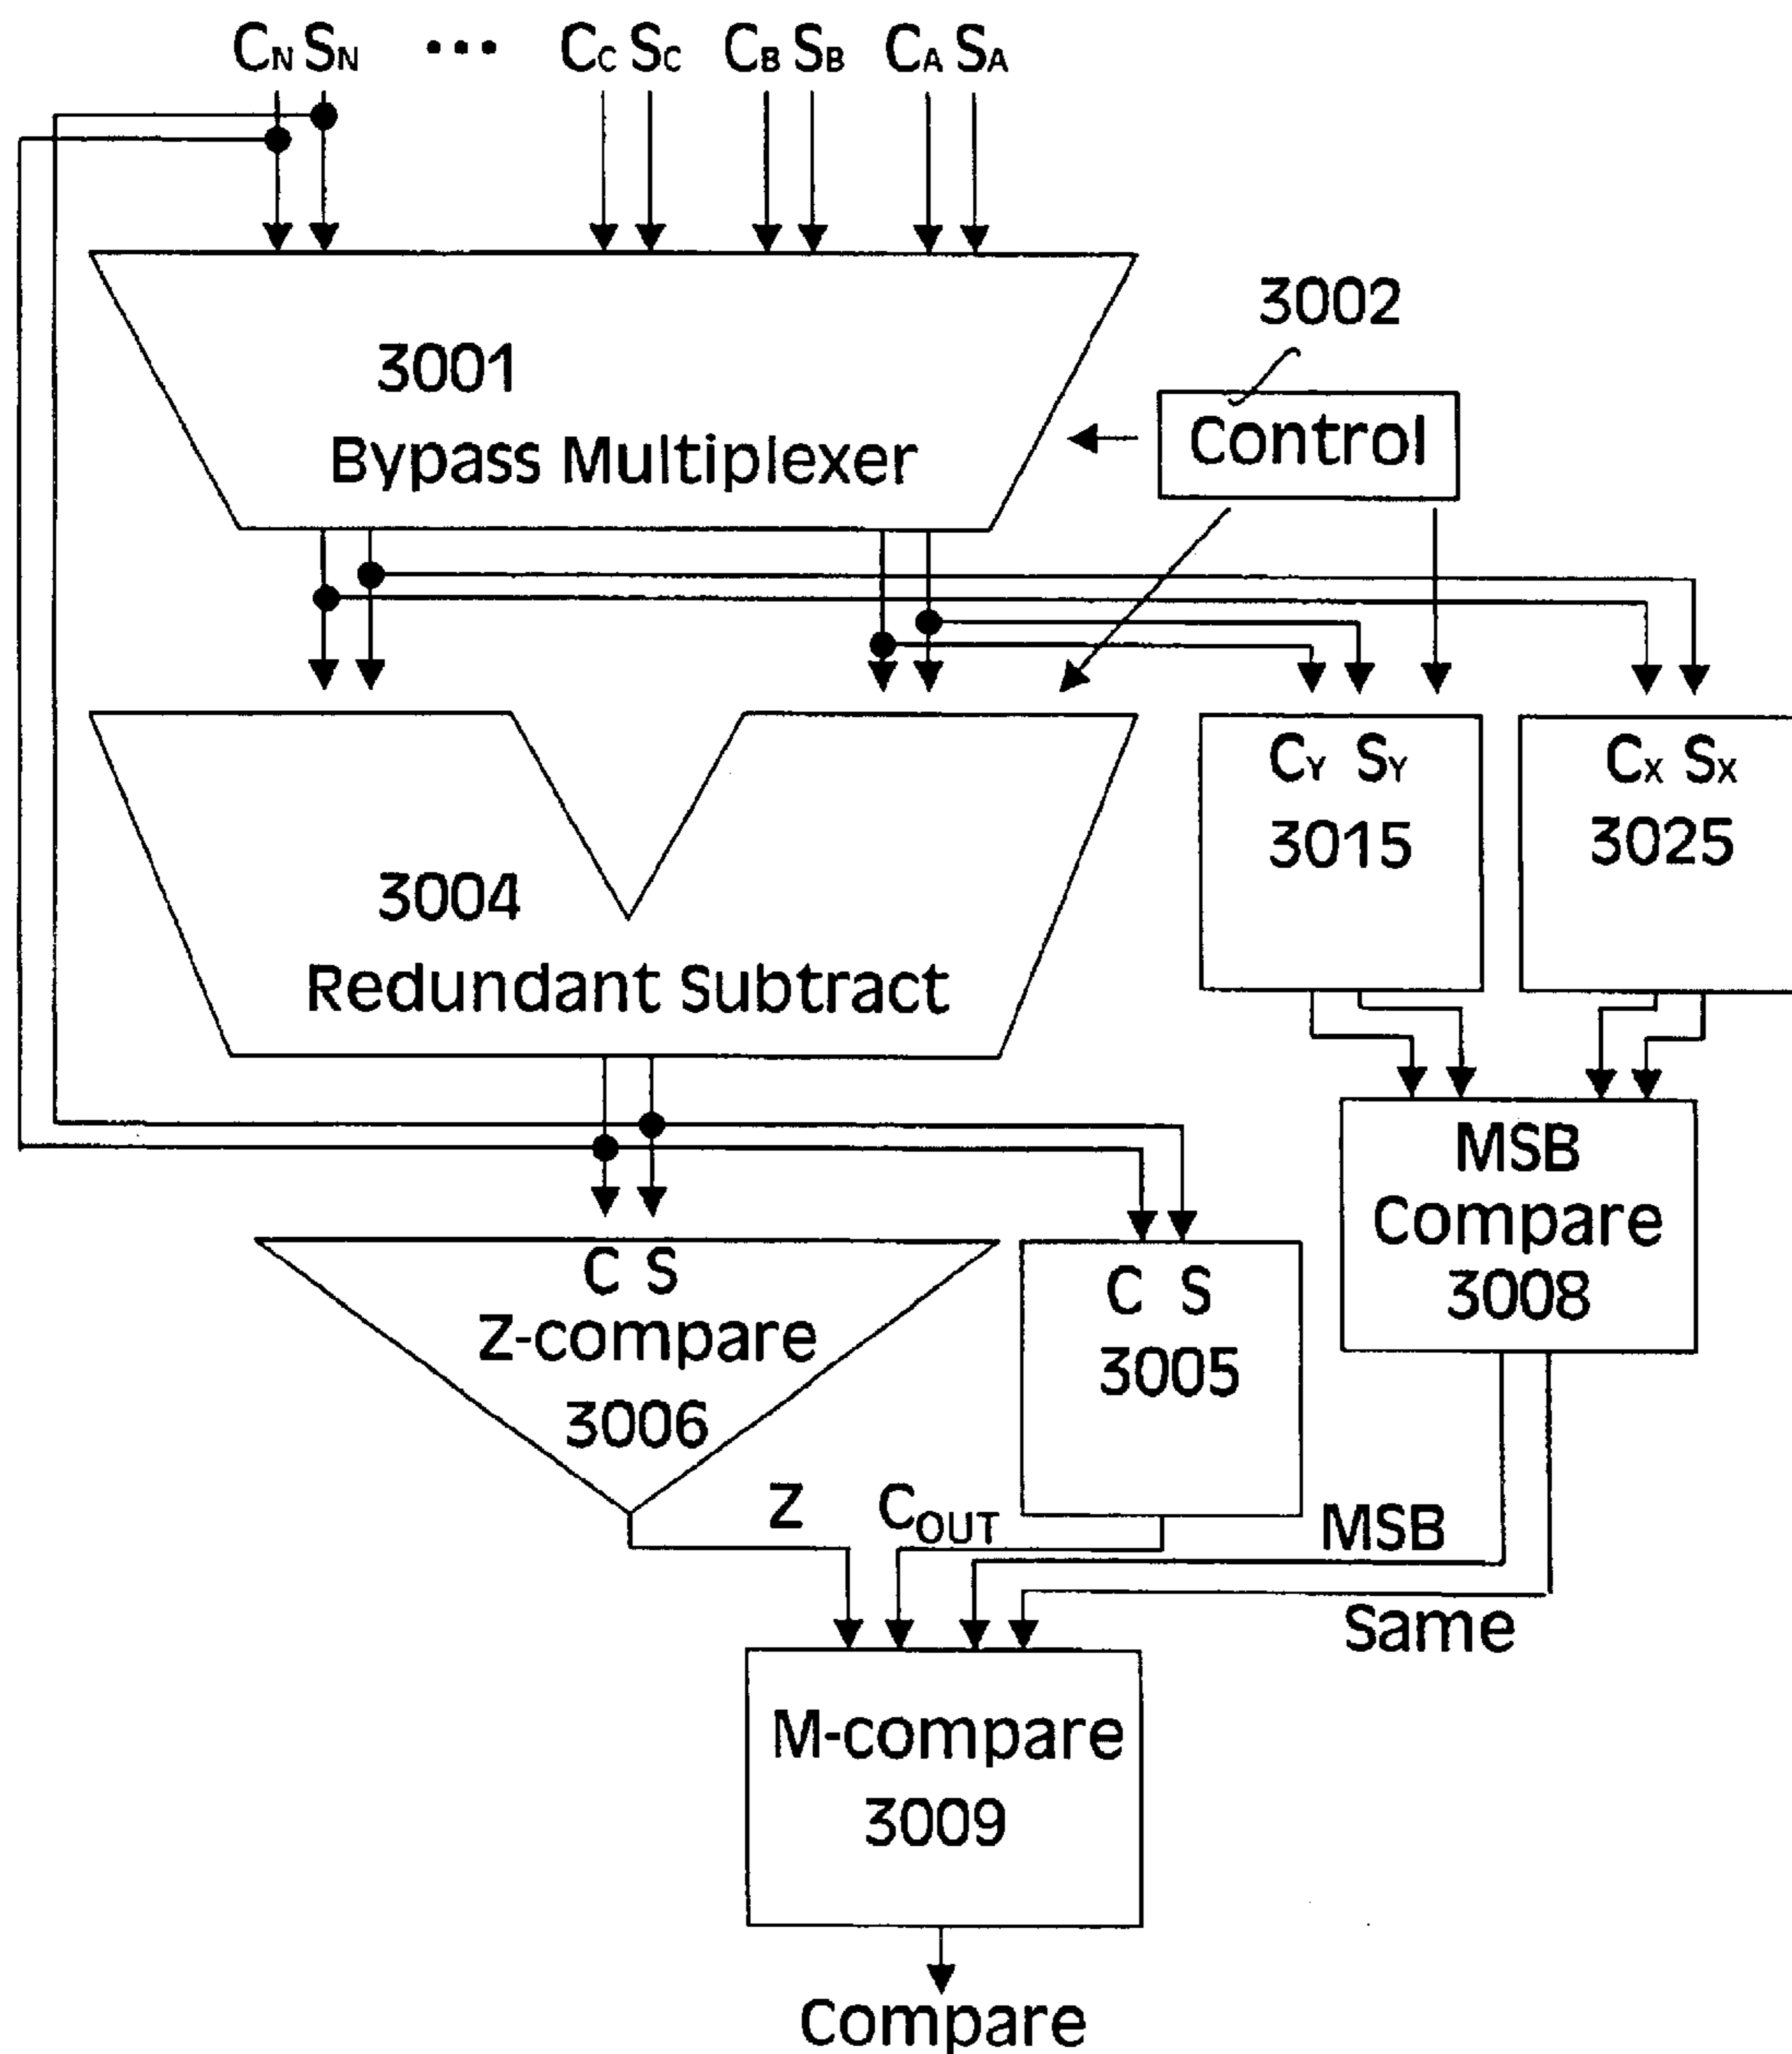 CN SN ••• CC SC CB SB CA SA
3002
3001
Bypass Multiplexer
Control
CY SY
3015
CX SX
3025
3004
Redundant Subtract
MSB
Compare
3008
C S
Z-compare
3006
C S
3005
Z
COUT
MSB
Same
M-compare
3009
Compare